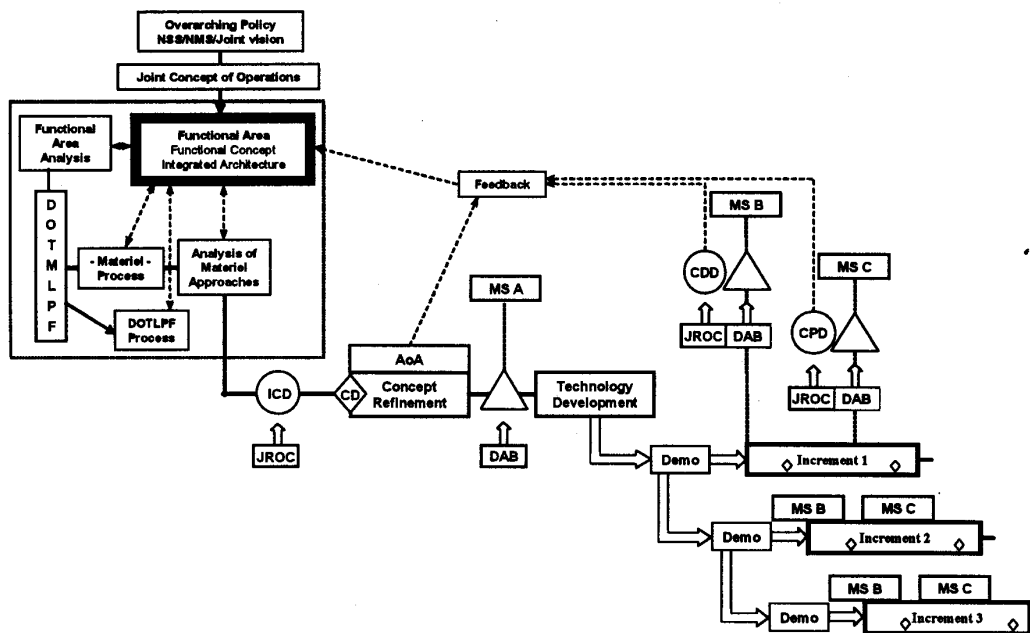 Overarching Policy
NSS/NMS/Joint vision
Joint Concept of Operations
Functional
Area
Analysis
Functional Area
Functional Concept
Integrated Architecture
Feedback
D
O
T
M
L
P
F
- Materiel -
Process
Analysis of
Materiel
Approaches
DOTLPF
Process
MS B
CDD
JROC
DAB
MS C
CPD
JROC
DAB
MS A
ICD
JROC
CD
AoA
Concept
Refinement
DAB
Technology
Development
Demo
Increment 1
MS B
MS C
Demo
Increment 2
MS B
MS C
Demo
Increment 3